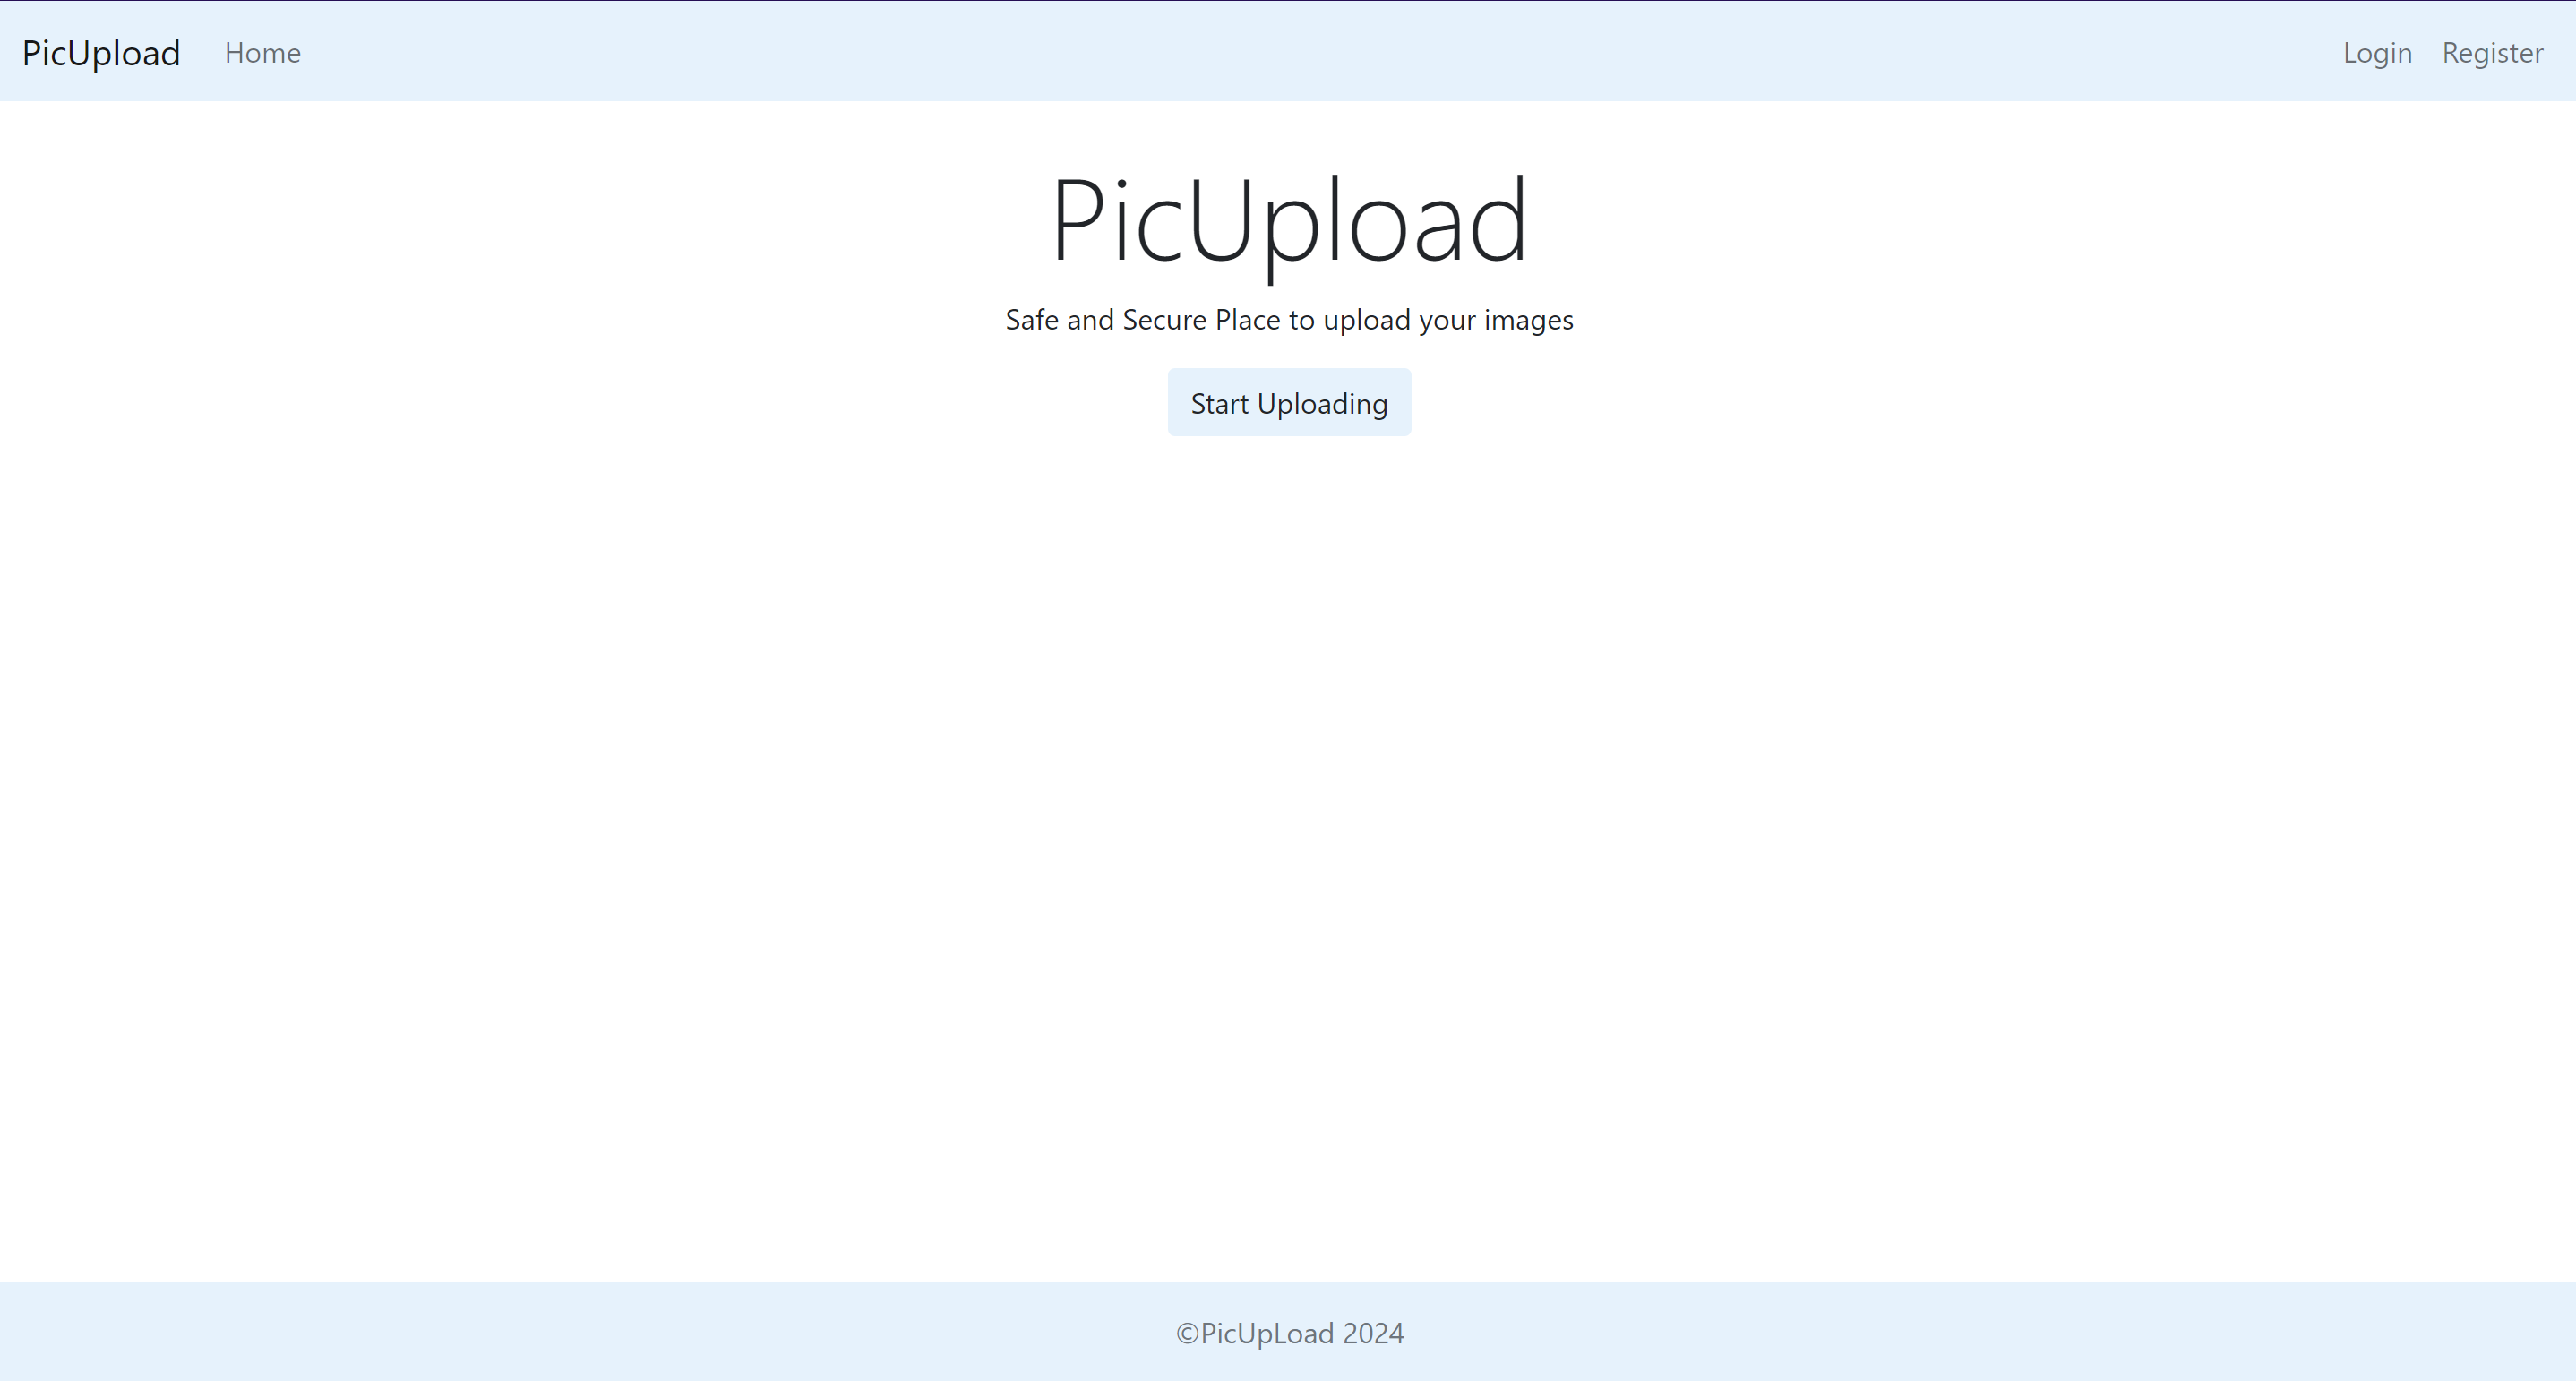 PicUpload Home Login Register
PicUpload
Safe and Secure Place to upload your images
Start Uploading
©PicUpLoad 2024